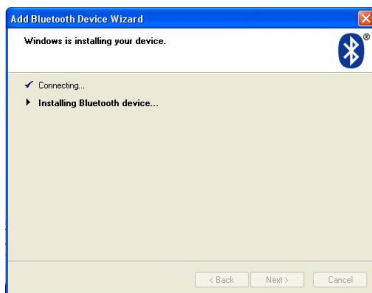 Add Bluetooth Device Wizard
Windows is installing your device.
®
Connecting...
Installing Bluetooth device...
< Back
Next >
Cancel